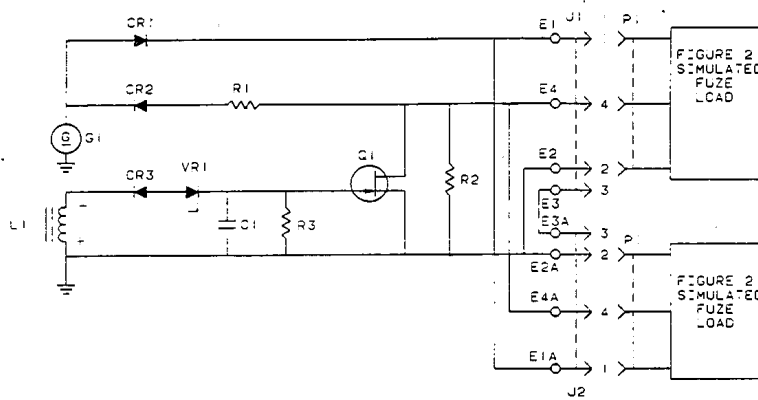 CR1
E1
J1
P1
FIGURE 2
SIMULATED
FUZE
LOAD
CR2
R1
E4
4
G
G1
E2
2
Q1
CR3
VR1
R2
E3
3
L1
C1
R3
E3A
3
P1
2
E2A
FIGURE 2
SIMULATED
FUZE
LOAD
E4A
4
E1A
1
J2